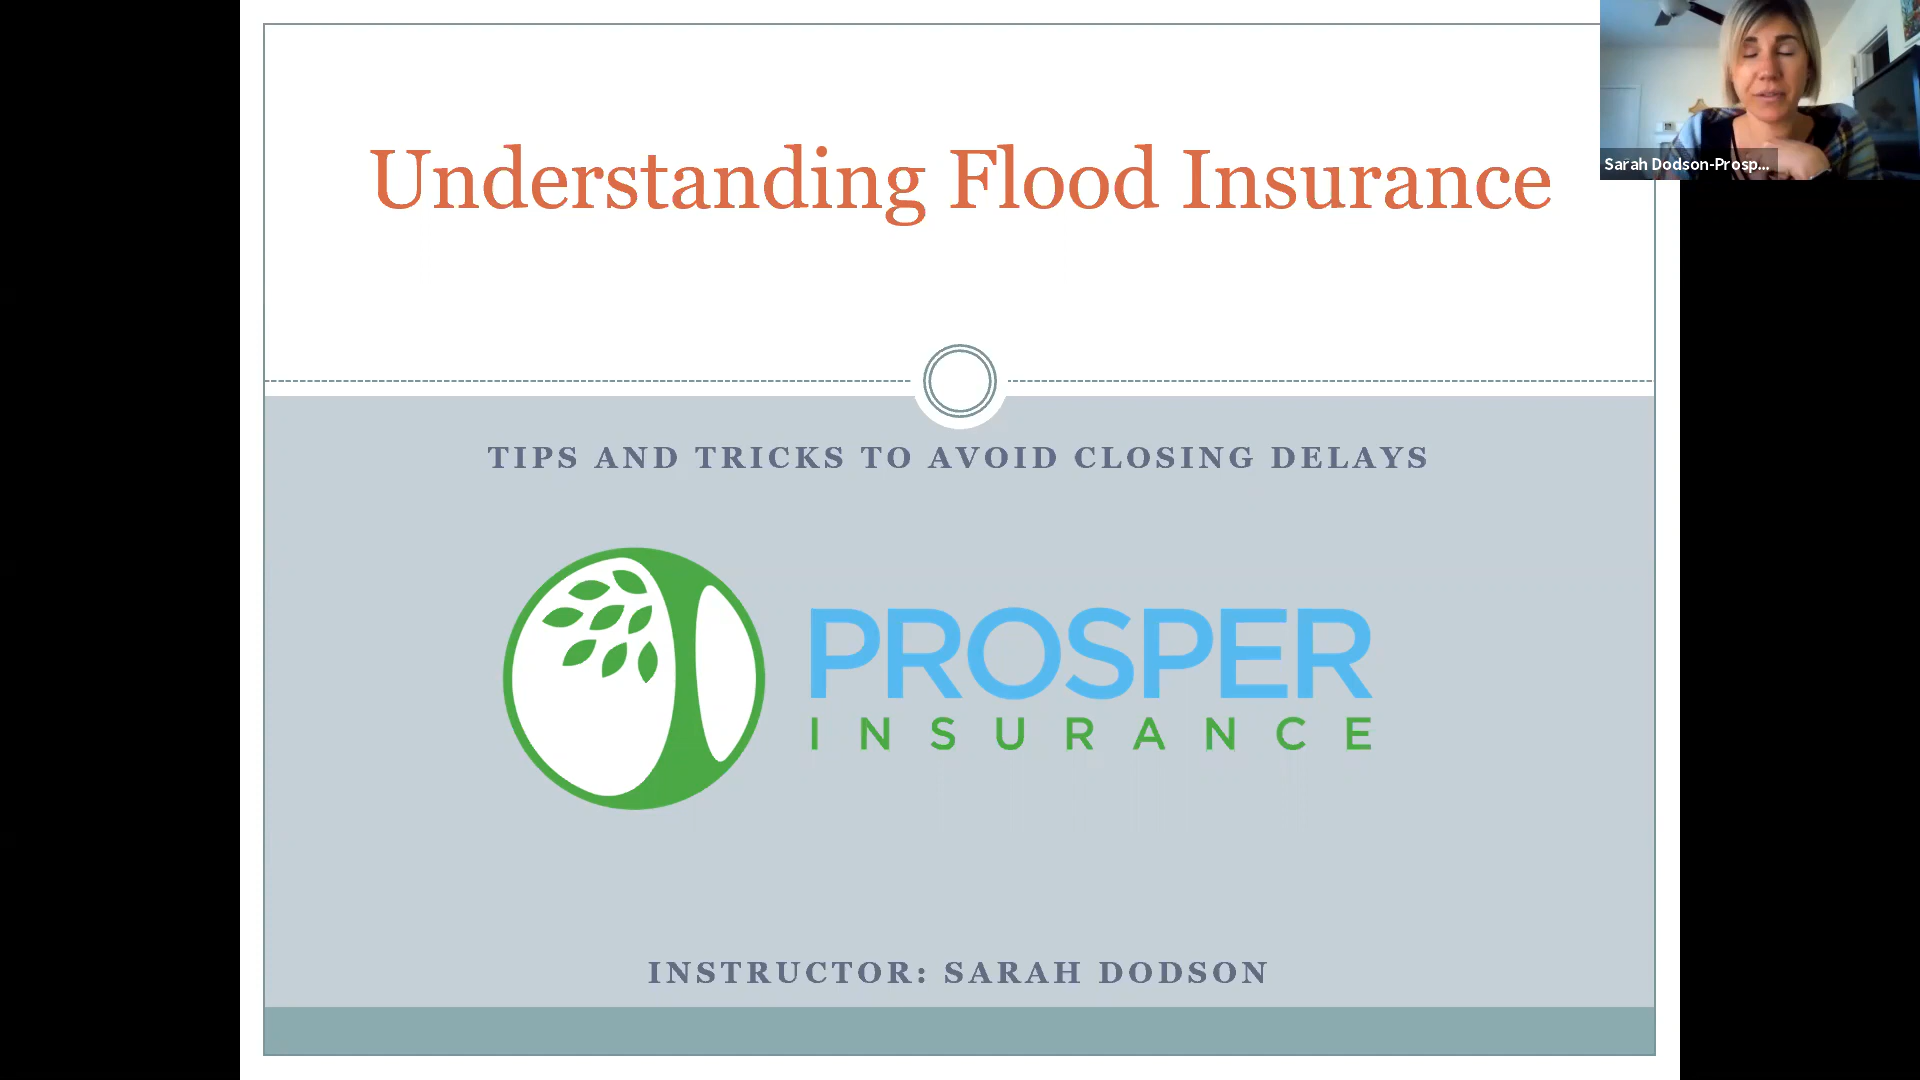 Understanding Flood Insurance
Sarah Dodson-Prosp...
TIPS AND TRICKS TO AVOID CLOSING DELAYS
PROSPER
INSURANCE
INSTRUCTOR: SARAH DODSON